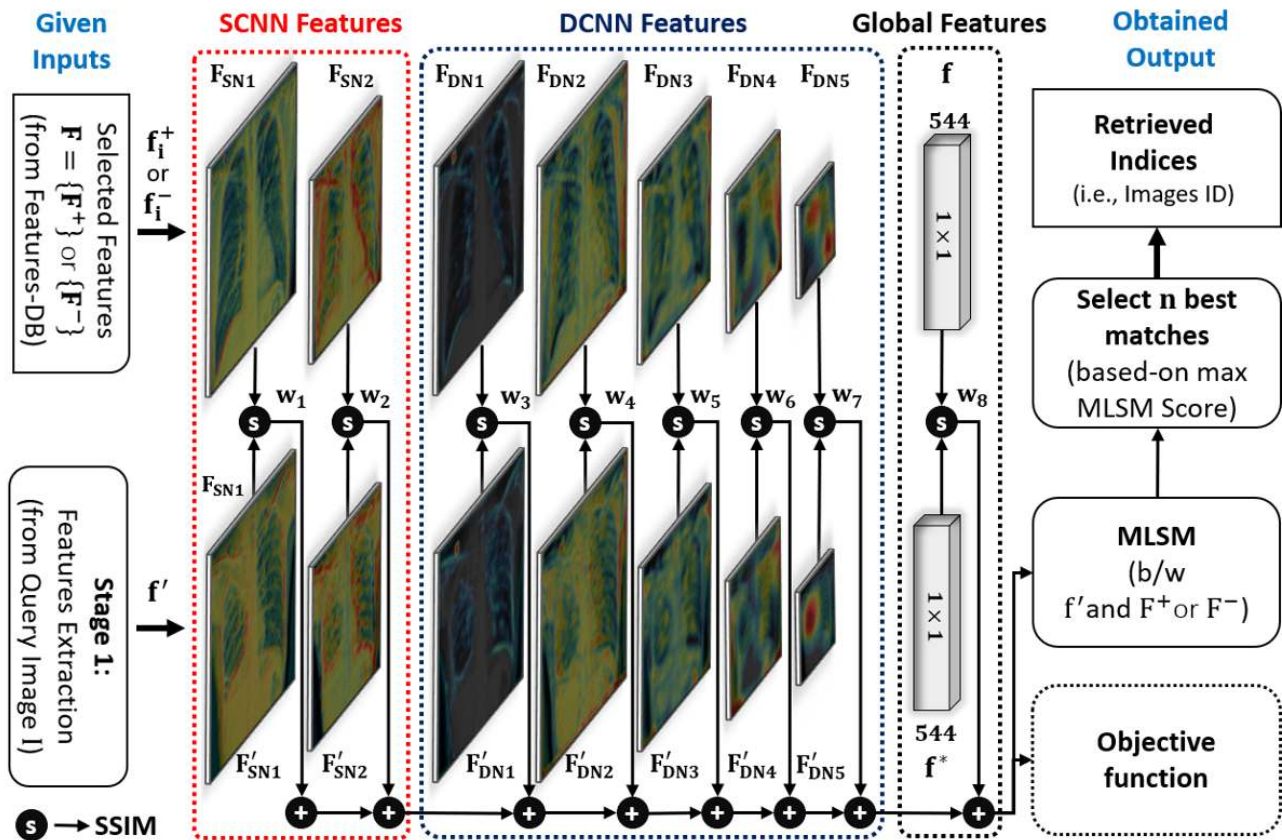 Given
Inputs
SCNN Features
DCNN Features
Global Features
Obtained
Output
Selected Features
F = {F⁺} or {F⁻}
(from Features-DB)
f⁺ᵢ
or
f⁻ᵢ
F_SN1
F_SN2
F_DN1
F_DN2
F_DN3
F_DN4
F_DN5
f
544
1 × 1
Retrieved
Indices
(i.e., Images ID)
S
w₁
S
w₂
S
w₃
S
w₄
S
w₅
S
w₆
S
w₇
S
w₈
Select n best
matches
(based-on max
MLSM Score)
Stage 1:
Features Extraction
(from Query Image I)
f′
F_SN1
1 × 1
544
f*
MLSM
(b/w
f′and F⁺or F⁻)
F′_SN1
F′_SN2
F′_DN1
F′_DN2
F′_DN3
F′_DN4
F′_DN5
Objective
function
+ + + + + + + +
S → SSIM